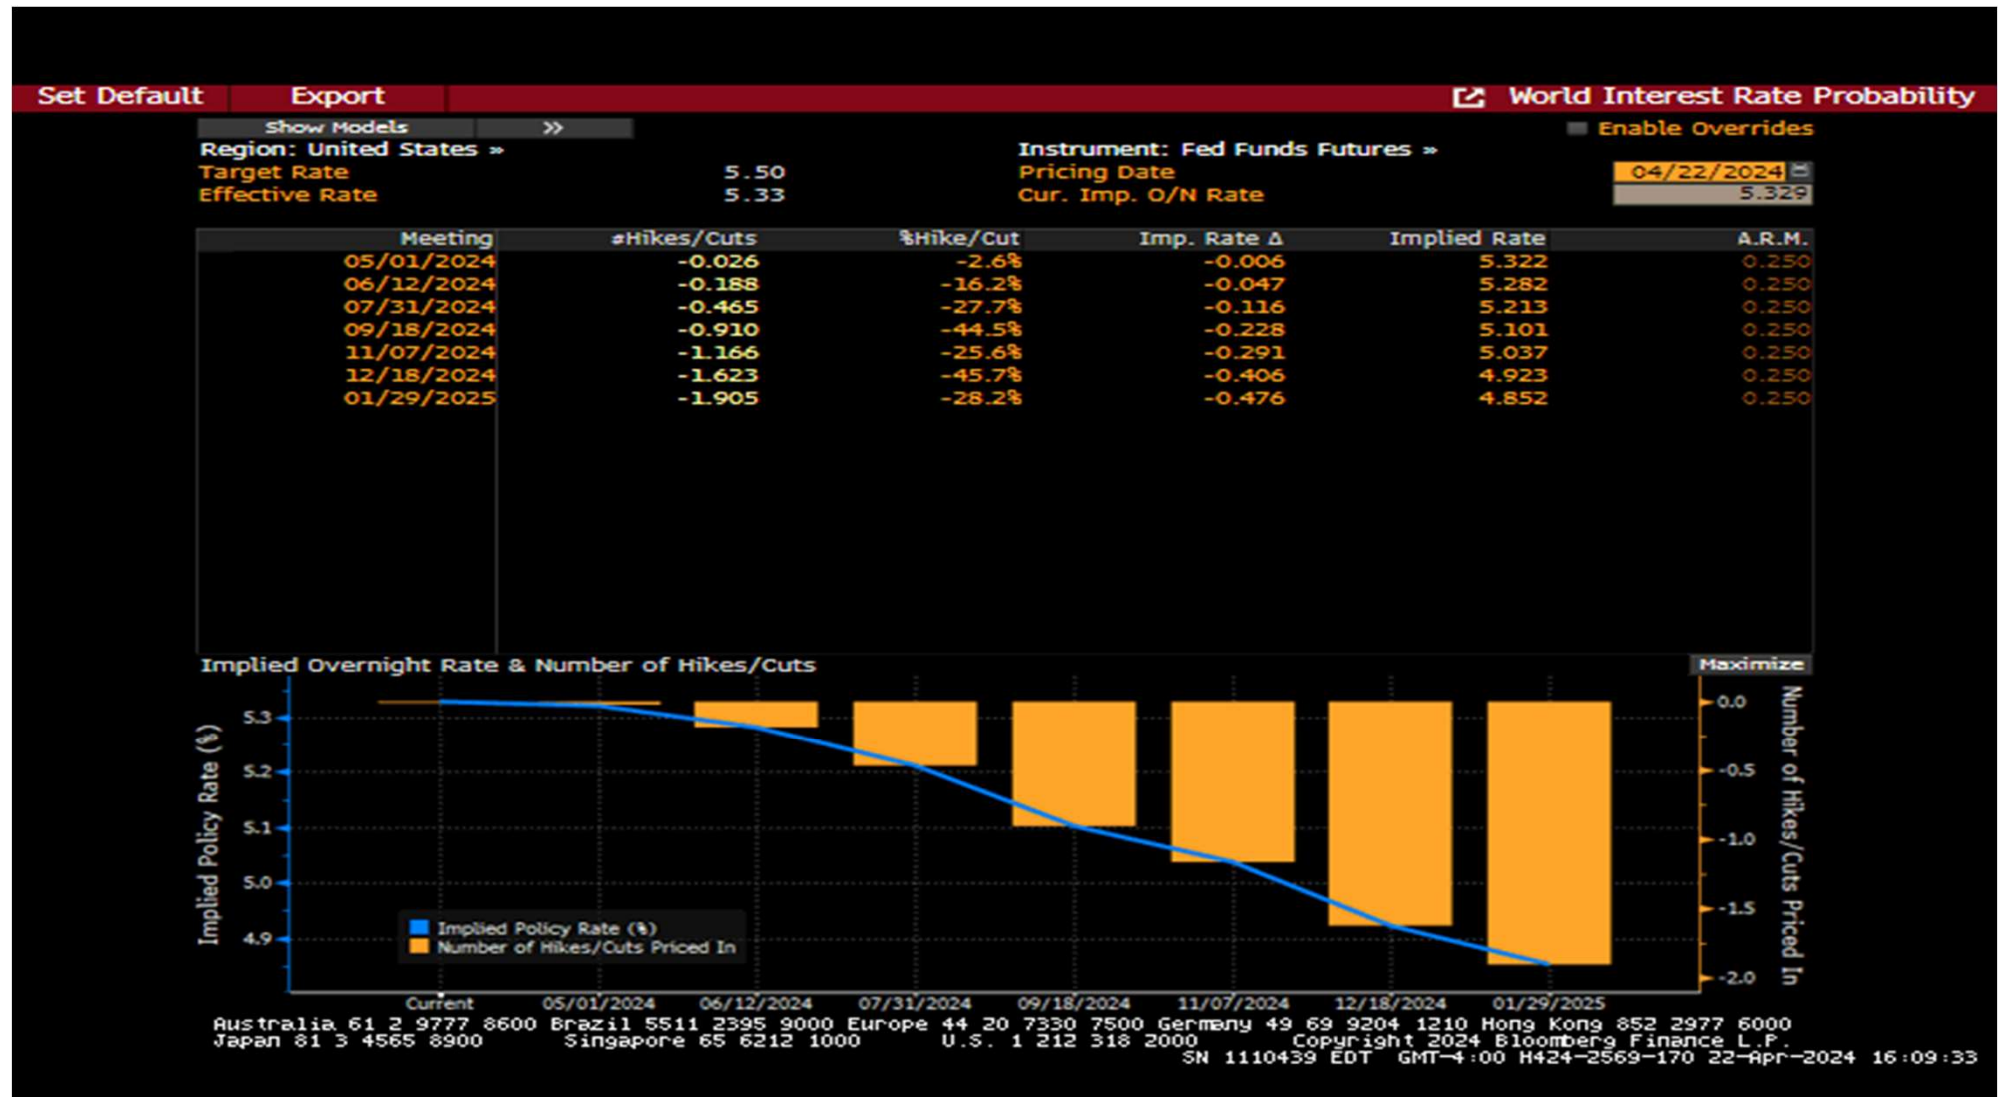 Set Default Export World Interest Rate Probability
Show Models » Enable Overrides
Region: United States » Instrument: Fed Funds Futures »
Target Rate 5.50 Pricing Date 04/22/2024
Effective Rate 5.33 Cur. Imp. O/N Rate 5.329
Meeting #Hikes/Cuts %Hike/Cut Imp. Rate Δ Implied Rate A.R.M.
05/01/2024 -0.026 -2.6% -0.006 5.322 0.250
06/12/2024 -0.188 -16.2% -0.047 5.282 0.250
07/31/2024 -0.465 -27.7% -0.116 5.213 0.250
09/18/2024 -0.910 -44.5% -0.228 5.101 0.250
11/07/2024 -1.166 -25.6% -0.291 5.037 0.250
12/18/2024 -1.623 -45.7% -0.406 4.923 0.250
01/29/2025 -1.905 -28.2% -0.476 4.852 0.250
Implied Overnight Rate & Number of Hikes/Cuts Maximize
Implied Policy Rate (%)
5.3
5.2
5.1
5.0
4.9
Implied Policy Rate (%)
Number of Hikes/Cuts Priced In
0.0
-0.5
-1.0
-1.5
-2.0
Number of Hikes/Cuts Priced In
Current 05/01/2024 06/12/2024 07/31/2024 09/18/2024 11/07/2024 12/18/2024 01/29/2025
Australia 61 2 9777 8600 Brazil 5511 2395 9000 Europe 44 20 7330 7500 Germany 49 69 9204 1210 Hong Kong 852 2977 6000
Japan 81 3 4565 8900 Singapore 65 6212 1000 U.S. 1 212 318 2000 Copyright 2024 Bloomberg Finance L.P.
SN 1110439 EDT GMT-4:00 H424-2569-170 22-Apr-2024 16:09:33